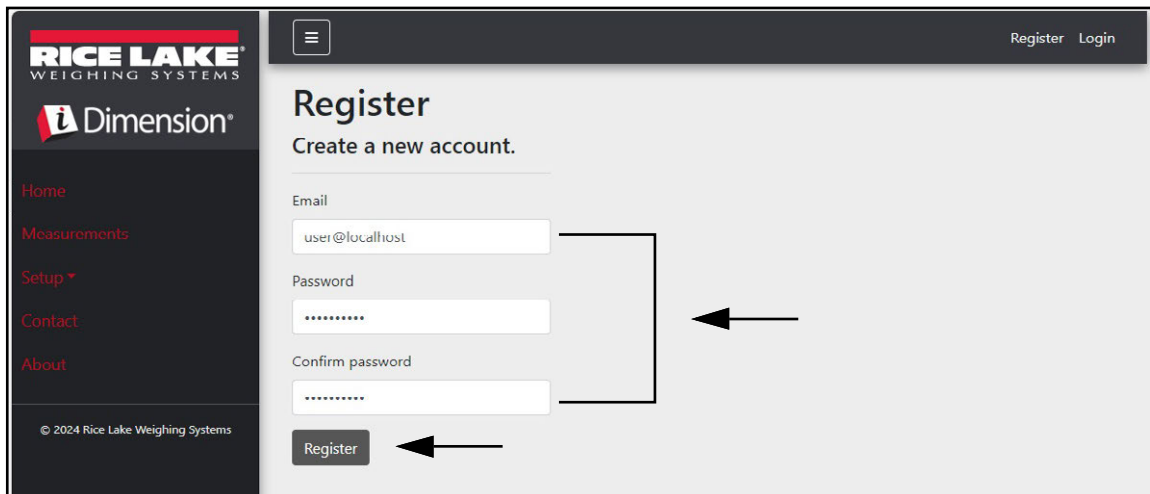 RICE LAKE®
WEIGHING SYSTEMS
i Dimension®
Home
Measurements
Setup
Contact
About
© 2024 Rice Lake Weighing Systems
Register Login
Register
Create a new account.
Email
user@localhost
Password
••••••••••
Confirm password
••••••••••
Register